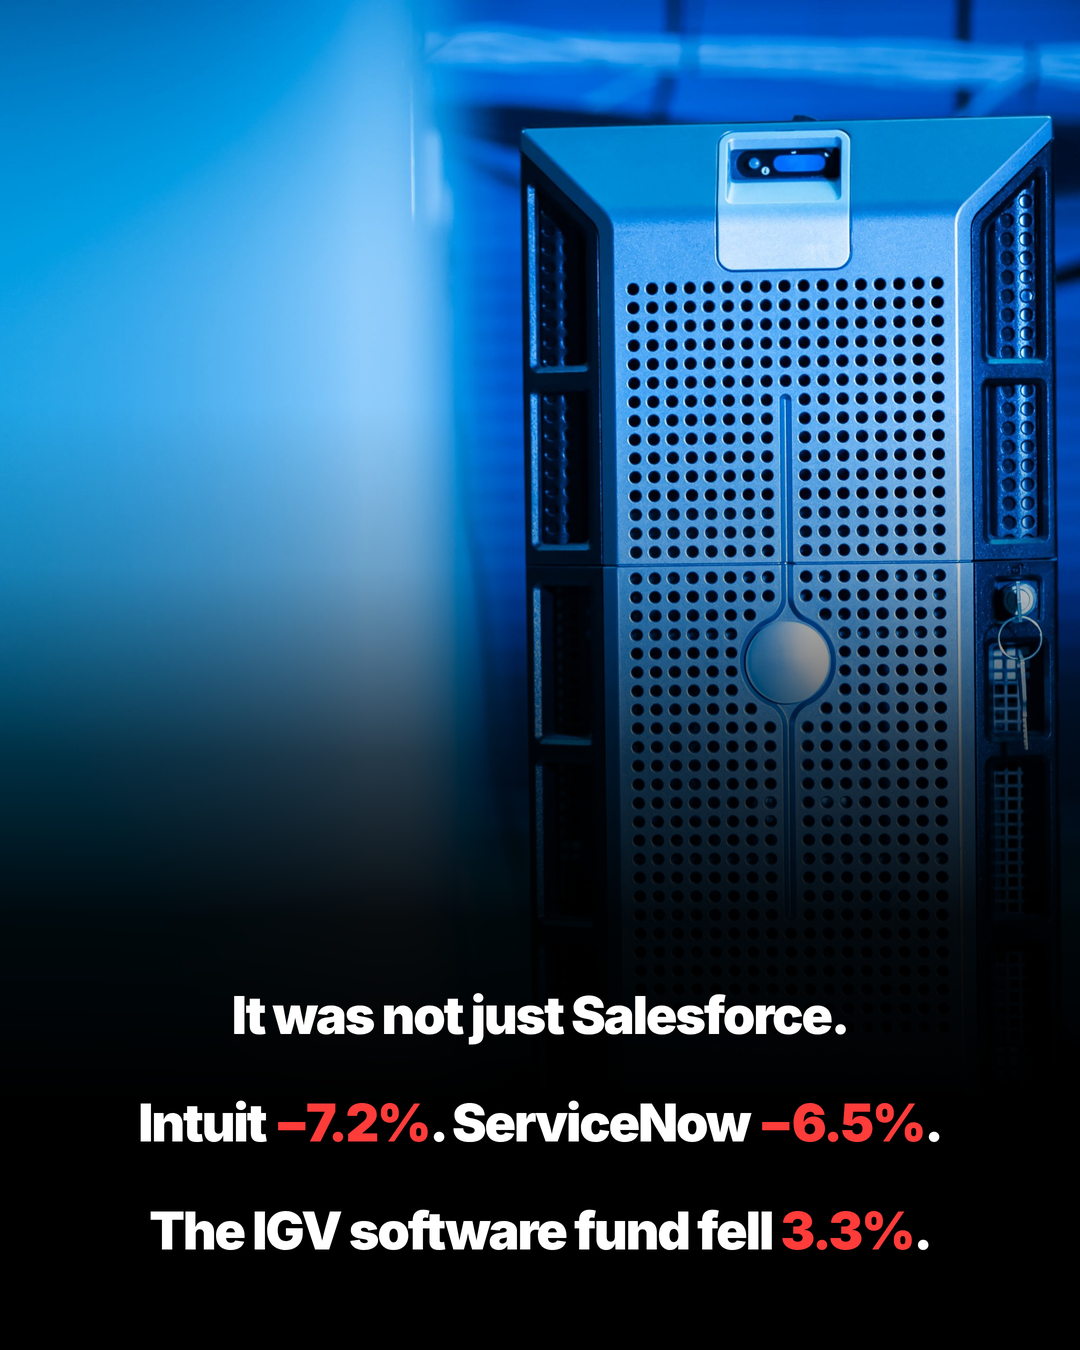 It was not just Salesforce.
Intuit –7.2%. ServiceNow –6.5%.
The IGV software fund fell 3.3%.